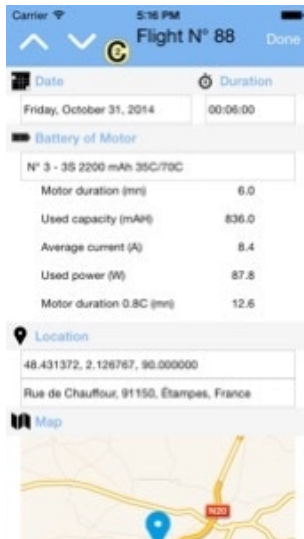 Carrier 5:16 PM
C2 Flight N° 88 Done
Date Duration
Friday, October 31, 2014 00:06:00
Battery of Motor
N° 3 - 3S 2200 mAh 35C/70C
Motor duration (mn) 6.0
Used capacity (mAH) 836.0
Average current (A) 8.4
Used power (W) 87.8
Motor duration 0.8C (mn) 12.6
Location
48.431372, 2.126767, 90.000000
Rue de Chauffour, 91150, Étampes, France
Map
N20